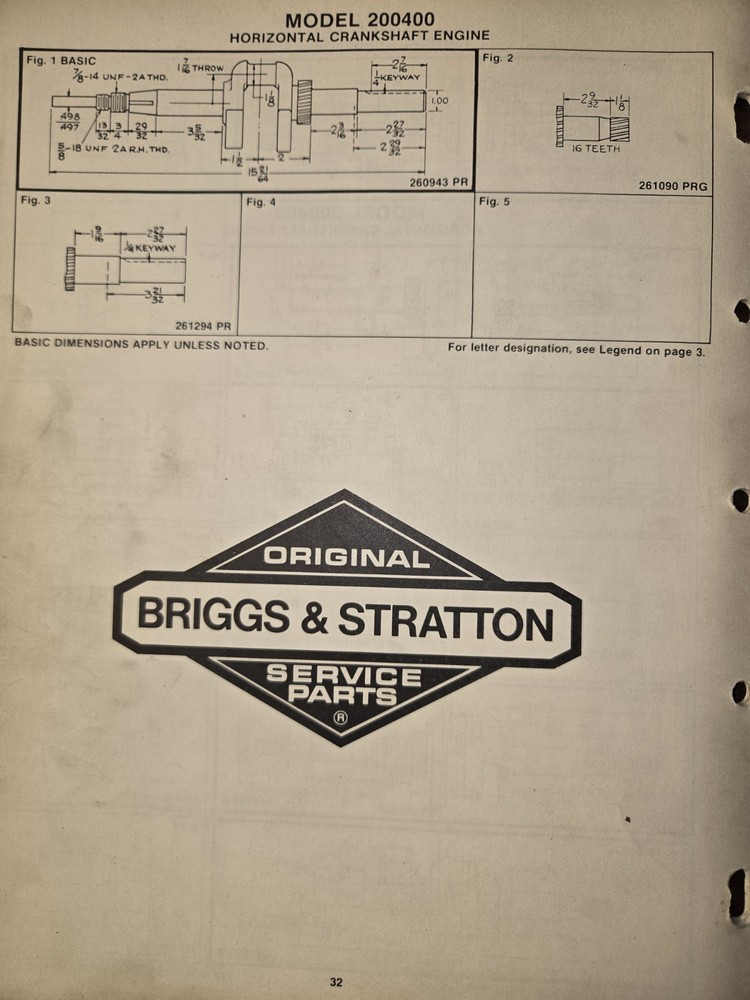 MODEL 200400
HORIZONTAL CRANKSHAFT ENGINE
Fig. 1 BASIC
7/8-14 UNF-2A THD.
1 7/16 THROW
2 7/16
1/4 KEYWAY
1 1/8
1.00
.498
.497
13/32
3/4
29/32
3 5/32
2 3/16
2 27/32
2 29/32
5/8-18 UNF 2A R.H. THD.
1 1/2
2
15 21/64
260943 PR
Fig. 2
2 9/32
1 1/8
16 TEETH
261090 PRG
Fig. 3
1 9/16
2 27/32
1/4 KEYWAY
3 21/32
261294 PR
Fig. 4
Fig. 5
BASIC DIMENSIONS APPLY UNLESS NOTED.
For letter designation, see Legend on page 3.
ORIGINAL
BRIGGS & STRATTON
SERVICE
PARTS
®
32